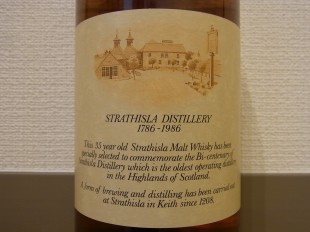 STRATHISLA DISTILLERY
1786-1986
This 35 year old Strathisla Malt Whisky has been
specially selected to commemorate the Bi-centenary of
Strathisla Distillery which is the oldest operating distillery
in the Highlands of Scotland.
A form of brewing and distilling has been carried out
at Strathisla in Keith since 1208.